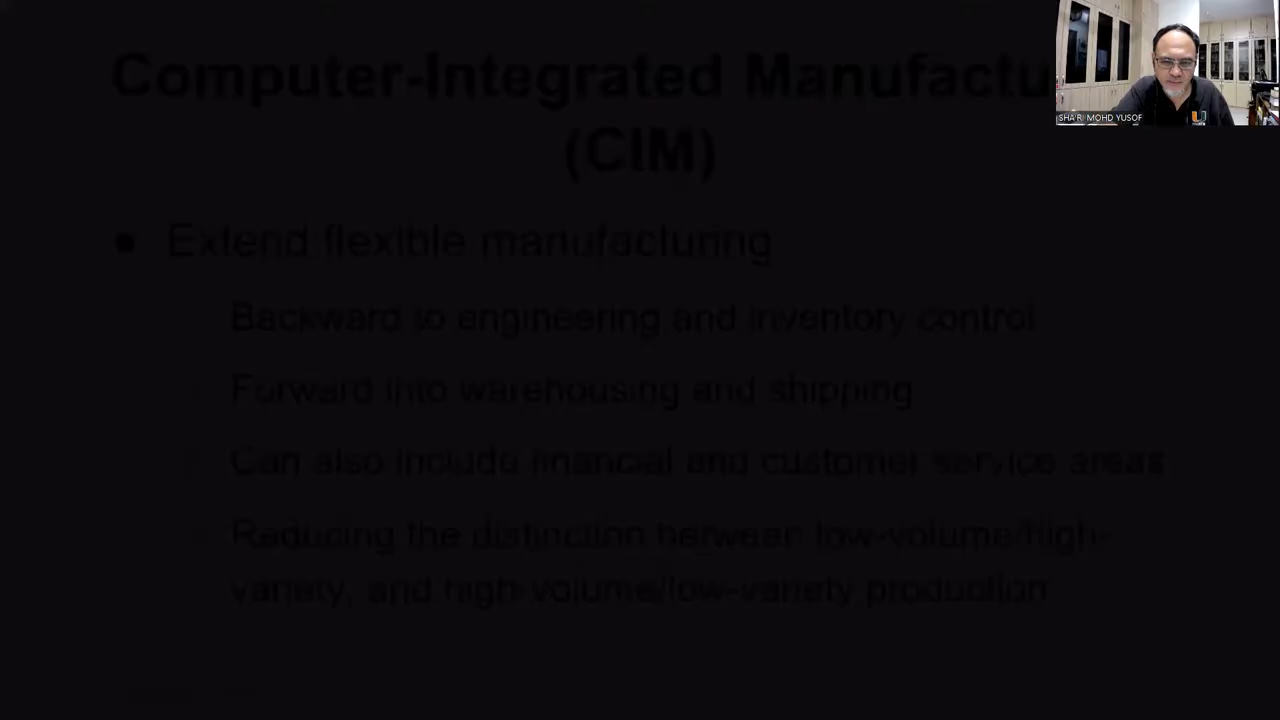 Computer-Integrated Manufactu
(CIM)
SHA'RI MOHD YUSOF
• Extend flexible manufacturing
Backward to engineering and inventory control
Forward into warehousing and shipping
Can also include financial and customer service areas
Reducing the distinction between low-volume/high-
variety, and high-volume/low-variety production